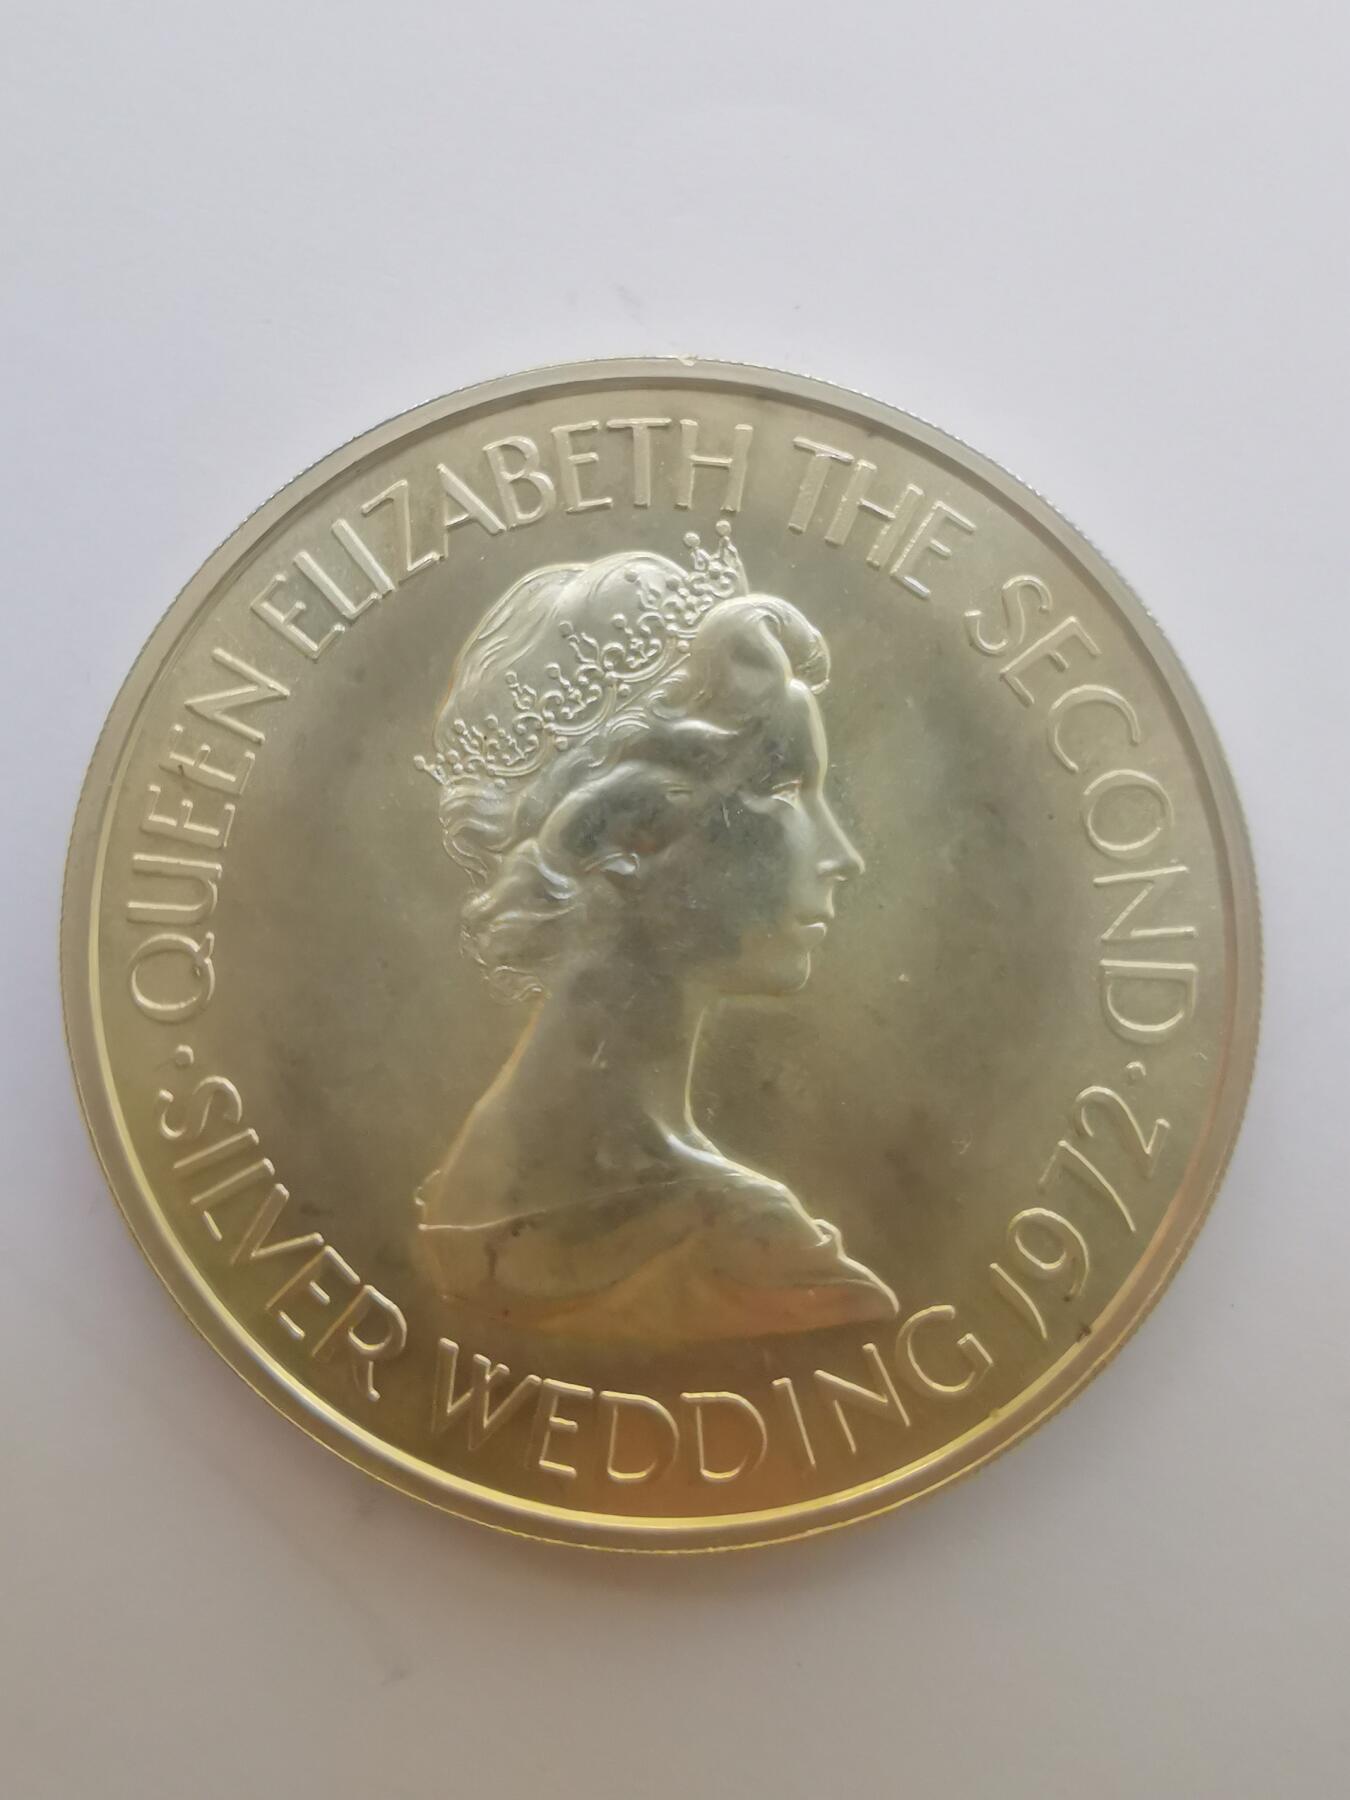 · QUEEN ELIZABETH THE SECOND ·
SILVER WEDDING 1972